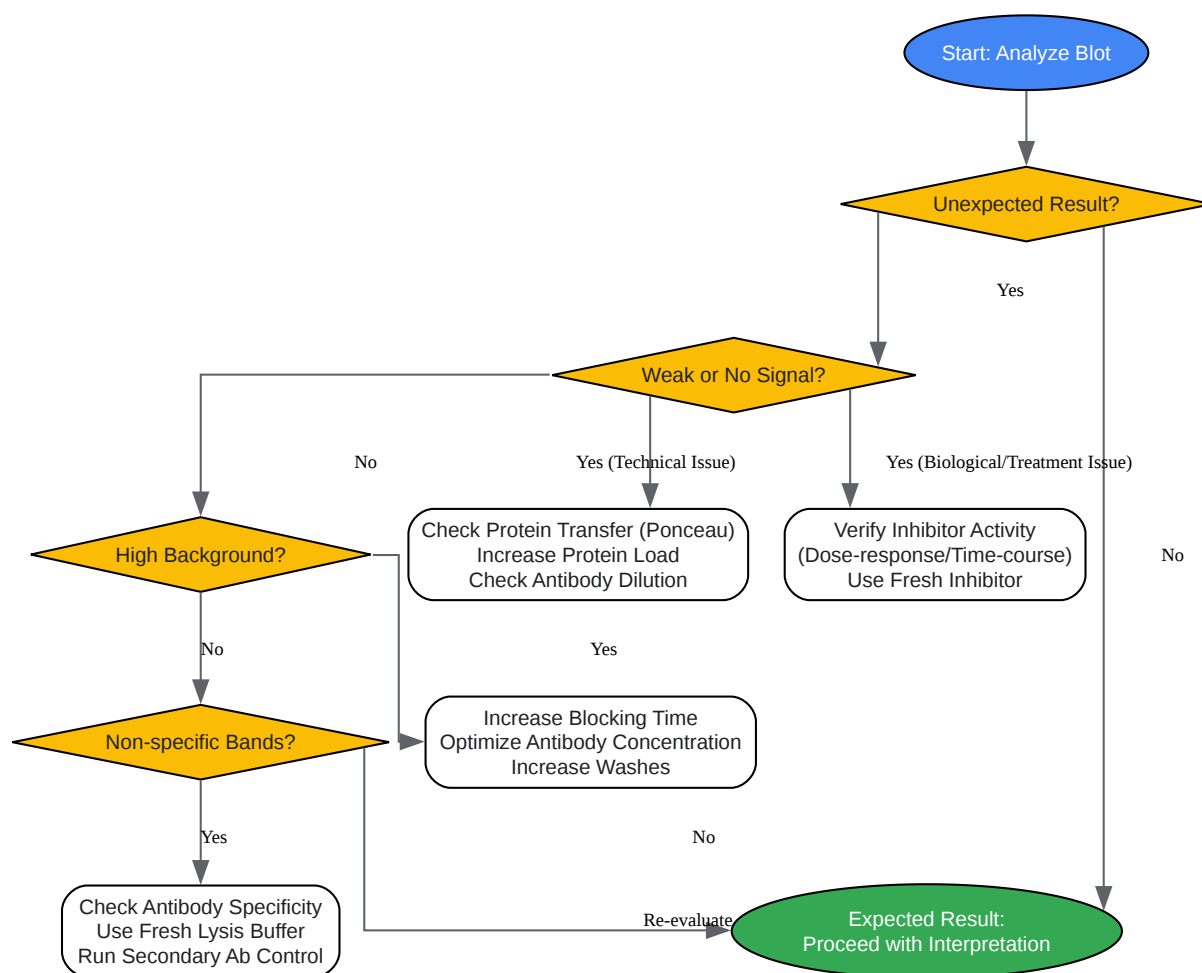 Start: Analyze Blot
Unexpected Result?
Yes
Weak or No Signal?
No
Yes (Technical Issue)
Yes (Biological/Treatment Issue)
Check Protein Transfer (Ponceau)
Increase Protein Load
Check Antibody Dilution
Verify Inhibitor Activity
(Dose-response/Time-course)
Use Fresh Inhibitor
High Background?
No
No
Yes
Increase Blocking Time
Optimize Antibody Concentration
Increase Washes
Non-specific Bands?
Yes
No
Check Antibody Specificity
Use Fresh Lysis Buffer
Run Secondary Ab Control
Re-evaluate
Expected Result:
Proceed with Interpretation